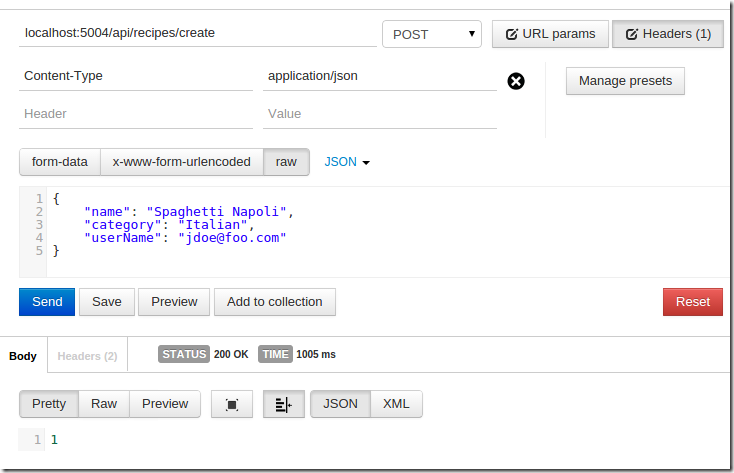 localhost:5004/api/recipes/create POST URL params Headers (1)
Content-Type application/json Manage presets
Header Value
form-data x-www-form-urlencoded raw JSON
1 {
2 "name": "Spaghetti Napoli",
3 "category": "Italian",
4 "userName": "jdoe@foo.com"
5 }
Send Save Preview Add to collection Reset
Body Headers (2) STATUS 200 OK TIME 1005 ms
Pretty Raw Preview JSON XML
1 1